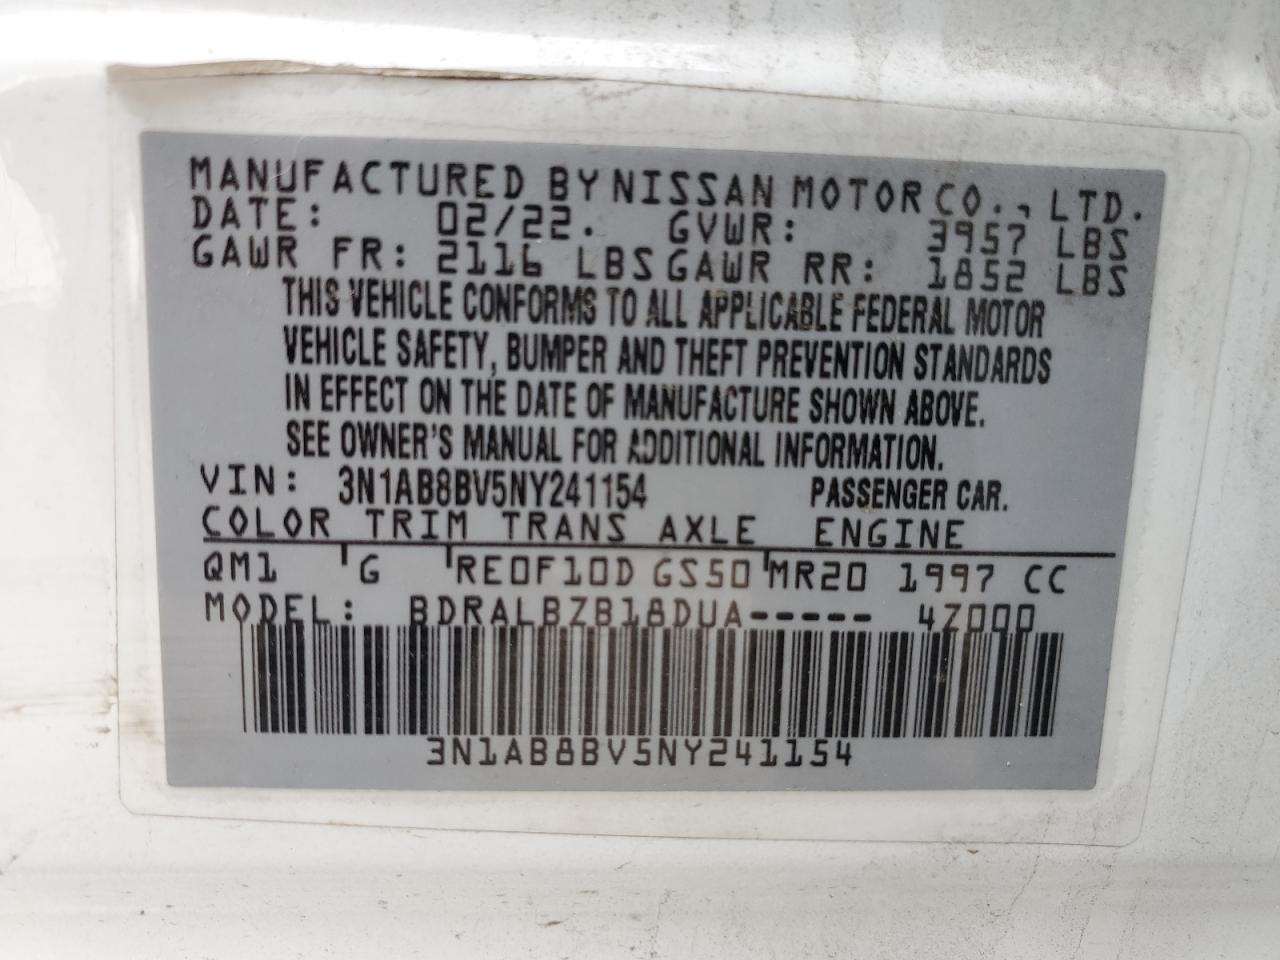 MANUFACTURED BY NISSAN MOTOR CO., LTD.
DATE: 02/22. GVWR: 3957 LBS
GAWR FR: 2116 LBS GAWR RR: 1852 LBS
THIS VEHICLE CONFORMS TO ALL APPLICABLE FEDERAL MOTOR
VEHICLE SAFETY, BUMPER AND THEFT PREVENTION STANDARDS
IN EFFECT ON THE DATE OF MANUFACTURE SHOWN ABOVE.
SEE OWNER'S MANUAL FOR ADDITIONAL INFORMATION.
VIN: 3N1AB8BV5NY241154 PASSENGER CAR.
COLOR TRIM TRANS AXLE ENGINE
QM1 'G 'RE0F10D GS50 'MR20 1997 CC
MODEL: BDRALBZB18DUA----- 4Z000
3N1AB8BV5NY241154